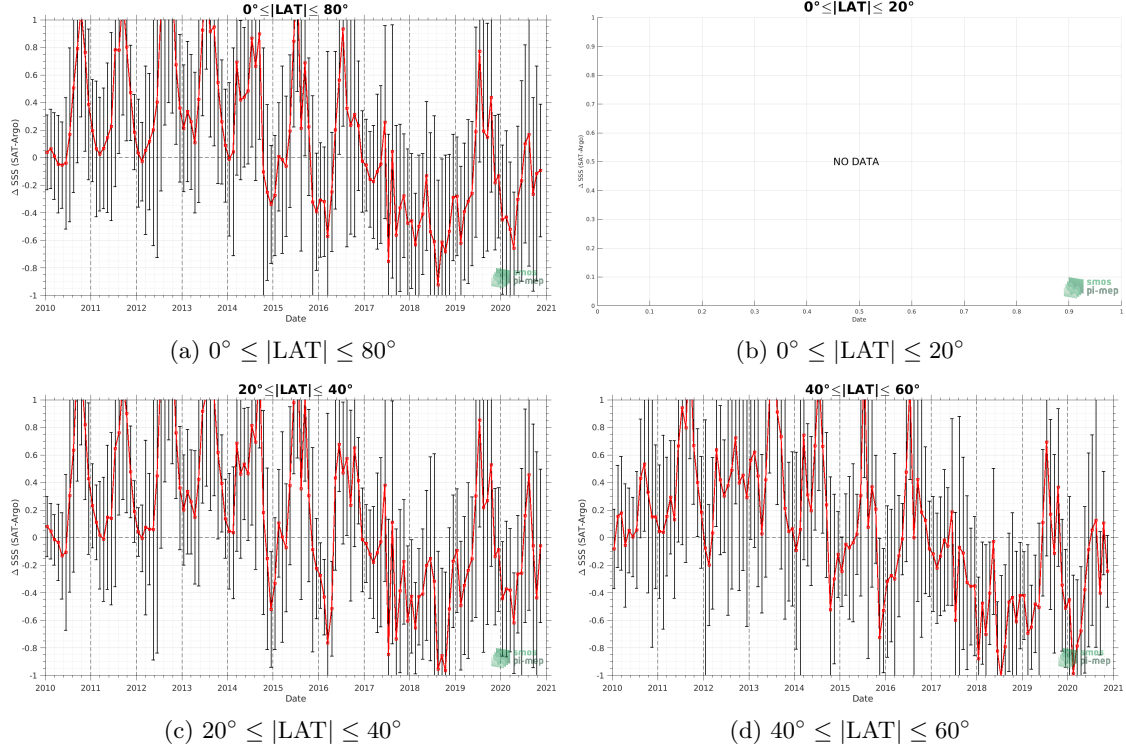 0°≤|LAT|≤ 80°
Δ SSS (SAT-Argo)
1
0.8
0.6
0.4
0.2
0
-0.2
-0.4
-0.6
-0.8
-1
2010 2011 2012 2013 2014 2015 2016 2017 2018 2019 2020 2021
Date
smos
pi-mep
(a) 0° ≤ |LAT| ≤ 80°
0°≤|LAT|≤ 20°
Δ SSS (SAT-Argo)
1
0.9
0.8
0.7
0.6
0.5
0.4
0.3
0.2
0.1
0
NO DATA
0 0.1 0.2 0.3 0.4 0.5 0.6 0.7 0.8 0.9 1
Date
smos
pi-mep
(b) 0° ≤ |LAT| ≤ 20°
20°≤|LAT|≤ 40°
Δ SSS (SAT-Argo)
1
0.8
0.6
0.4
0.2
0
-0.2
-0.4
-0.6
-0.8
-1
2010 2011 2012 2013 2014 2015 2016 2017 2018 2019 2020 2021
Date
smos
pi-mep
(c) 20° ≤ |LAT| ≤ 40°
40°≤|LAT|≤ 60°
Δ SSS (SAT-Argo)
1
0.8
0.6
0.4
0.2
0
-0.2
-0.4
-0.6
-0.8
-1
2010 2011 2012 2013 2014 2015 2016 2017 2018 2019 2020 2021
Date
smos
pi-mep
(d) 40° ≤ |LAT| ≤ 60°